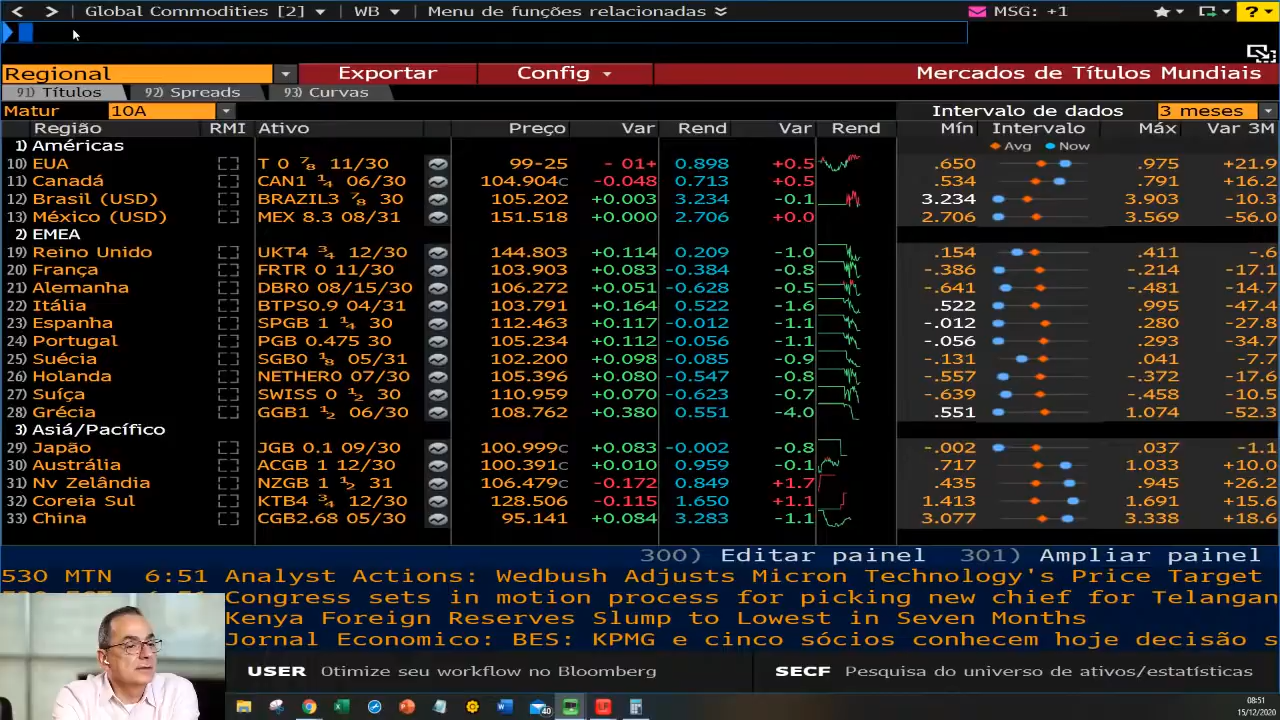 Global Commodities [2] WB Menu de funções relacionadas MSG: +1 ?
Regional Exportar Config Mercados de Títulos Mundiais
91) Títulos 92) Spreads 93) Curvas
Matur 10A Intervalo de dados 3 meses
Região RMI Ativo Preço Var Rend Var Rend Mín Intervalo Máx Var 3M
1) Américas Avg Now
10) EUA T 0 ⅞ 11/30 99-25 - 01+ 0.898 +0.5 .650 .975 +21.9
11) Canadá CAN1 ¼ 06/30 104.904c -0.048 0.713 +0.5 .534 .791 +16.2
12) Brasil (USD) BRAZIL3 ⅞ 30 105.202 +0.003 3.234 -0.1 3.234 3.903 -10.3
13) México (USD) MEX 8.3 08/31 151.518 +0.000 2.706 +0.0 2.706 3.569 -56.0
2) EMEA
19) Reino Unido UKT4 ¾ 12/30 144.803 +0.114 0.209 -1.0 .154 .411 -.6
20) França FRTR 0 11/30 103.903 +0.083 -0.384 -0.8 -.386 -.214 -17.1
21) Alemanha DBR0 08/15/30 106.272 +0.051 -0.628 -0.5 -.641 -.481 -14.7
22) Itália BTPS0.9 04/31 103.791 +0.164 0.522 -1.6 .522 .995 -47.4
23) Espanha SPGB 1 ¼ 30 112.463 +0.117 -0.012 -1.1 -.012 .280 -27.8
24) Portugal PGB 0.475 30 105.234 +0.112 -0.056 -1.1 -.056 .293 -34.7
25) Suécia SGB0 ⅛ 05/31 102.200 +0.098 -0.085 -0.9 -.131 .041 -7.7
26) Holanda NETHER0 07/30 105.396 +0.080 -0.547 -0.8 -.557 -.372 -17.6
27) Suíça SWISS 0 ½ 30 110.959 +0.070 -0.623 -0.7 -.639 -.458 -10.5
28) Grécia GGB1 ½ 06/30 108.762 +0.380 0.551 -4.0 .551 1.074 -52.3
3) Asiá/Pacífico
29) Japão JGB 0.1 09/30 100.999c +0.083 -0.002 -0.8 -.002 .037 -1.1
30) Austrália ACGB 1 12/30 100.391c +0.010 0.959 -0.1 .717 1.033 +10.0
31) Nv Zelândia NZGB 1 ½ 31 106.479c -0.172 0.849 +1.7 .435 .945 +26.2
32) Coreia Sul KTB4 ¾ 12/30 128.506 -0.115 1.650 +1.1 1.413 1.691 +15.6
33) China CGB2.68 05/30 95.141 +0.084 3.283 -1.1 3.077 3.338 +18.6
300) Editar painel 301) Ampliar painel
530 MTN 6:51 Analyst Actions: Wedbush Adjusts Micron Technology's Price Target
Congress sets in motion process for picking new chief for Telangan
Kenya Foreign Reserves Slump to Lowest in Seven Months
Jornal Economico: BES: KPMG e cinco sócios conhecem hoje decisão s
USER Otimize seu workflow no Bloomberg SECF Pesquisa do universo de ativos/estatísticas
40
08:51
15/12/2020